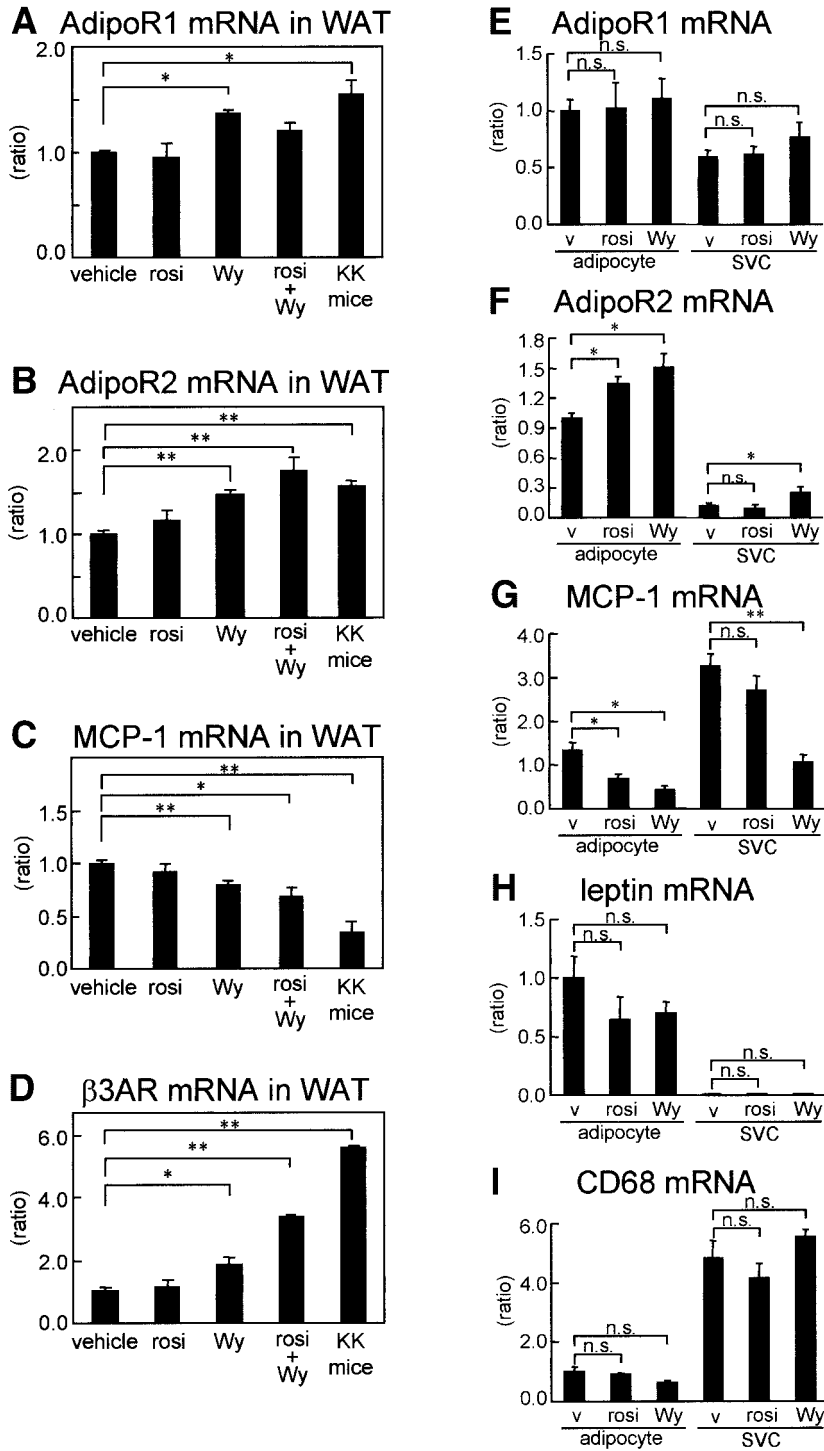 A AdipoR1 mRNA in WAT
2.0
1.0
0.0
(ratio)
*
*
vehicle rosi Wy rosi + Wy KK mice
B AdipoR2 mRNA in WAT
2.0
1.0
0.0
(ratio)
**
**
**
vehicle rosi Wy rosi + Wy KK mice
C MCP-1 mRNA in WAT
1.5
1.0
0.5
0.0
(ratio)
**
*
**
vehicle rosi Wy rosi + Wy KK mice
D β3AR mRNA in WAT
6.0
4.0
2.0
0.0
(ratio)
**
**
*
vehicle rosi Wy rosi + Wy KK mice
E AdipoR1 mRNA
1.5
1.0
0.5
0.0
(ratio)
n.s.
n.s.
n.s.
n.s.
v rosi Wy v rosi Wy
adipocyte SVC
F AdipoR2 mRNA
1.8
1.5
1.2
0.9
0.6
0.3
0.0
(ratio)
*
*
*
n.s.
v rosi Wy v rosi Wy
adipocyte SVC
G MCP-1 mRNA
4.0
3.0
2.0
1.0
0.0
(ratio)
**
n.s.
*
*
v rosi Wy v rosi Wy
adipocyte SVC
H leptin mRNA
1.5
1.0
0.5
0.0
(ratio)
n.s.
n.s.
n.s.
n.s.
v rosi Wy v rosi Wy
adipocyte SVC
I CD68 mRNA
6.0
4.0
2.0
0.0
(ratio)
n.s.
n.s.
n.s.
n.s.
v rosi Wy v rosi Wy
adipocyte SVC